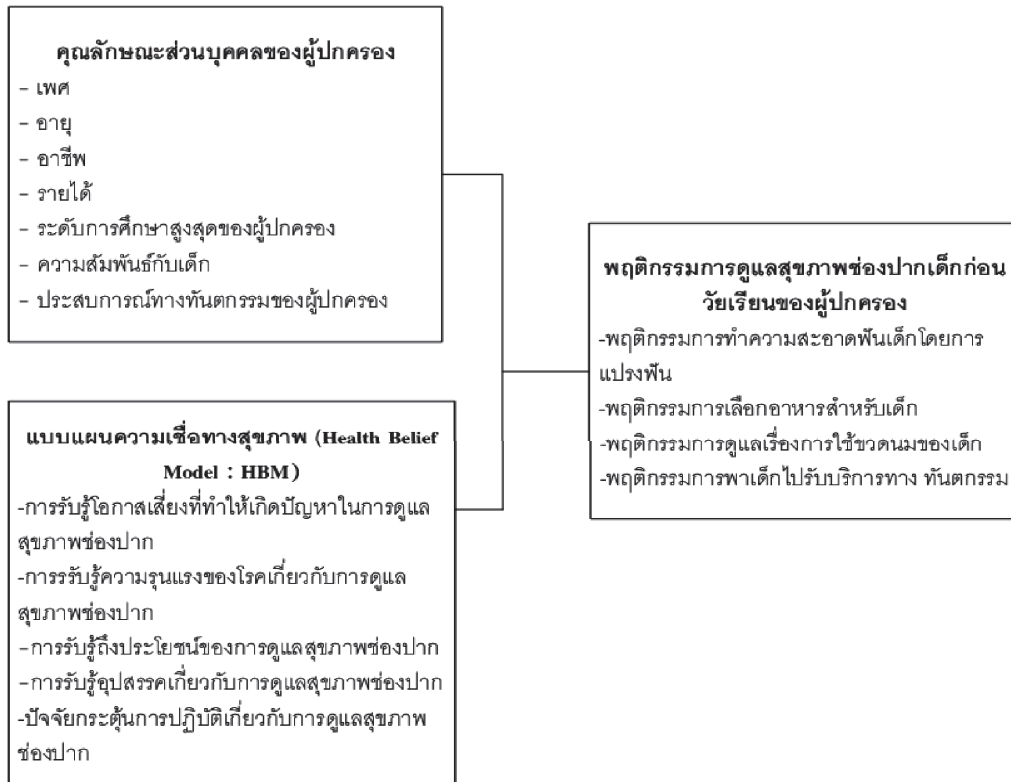 คุณลักษณะส่วนบุคคลของผู้ปกครอง
– เพศ
– อายุ
– อาชีพ
– รายได้
– ระดับการศึกษาสูงสุดของผู้ปกครอง
– ความสัมพันธ์กับเด็ก
– ประสบการณ์ทางทันตกรรมของผู้ปกครอง
แบบแผนความเชื่อทางสุขภาพ (Health Belief
Model : HBM)
-การรับรู้โอกาสเสี่ยงที่ทำให้เกิดปัญหาในการดูแล
สุขภาพช่องปาก
-การรรับรู้ความรุนแรงของโรคเกี่ยวกับการดูแล
สุขภาพช่องปาก
-การรับรู้ถึงประโยชน์ของการดูแลสุขภาพช่องปาก
-การรับรู้อุปสรรคเกี่ยวกับการดูแลสุขภาพช่องปาก
-ปัจจัยกระตุ้นการปฏิบัติเกี่ยวกับการดูแลสุขภาพ
ช่องปาก
พฤติกรรมการดูแลสุขภาพช่องปากเด็กก่อน
วัยเรียนของผู้ปกครอง
-พฤติกรรมการทำความสะอาดฟันเด็กโดยการ
แปรงฟัน
-พฤติกรรมการเลือกอาหารสำหรับเด็ก
-พฤติกรรมการดูแลเรื่องการใช้ขวดนมของเด็ก
-พฤติกรรมการพาเด็กไปรับบริการทาง ทันตกรรม